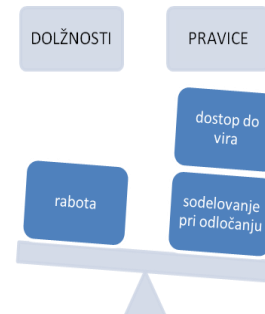 DOLŽNOSTI
PRAVICE
dostop do
vira
rabota
sodelovanje
pri odločanju